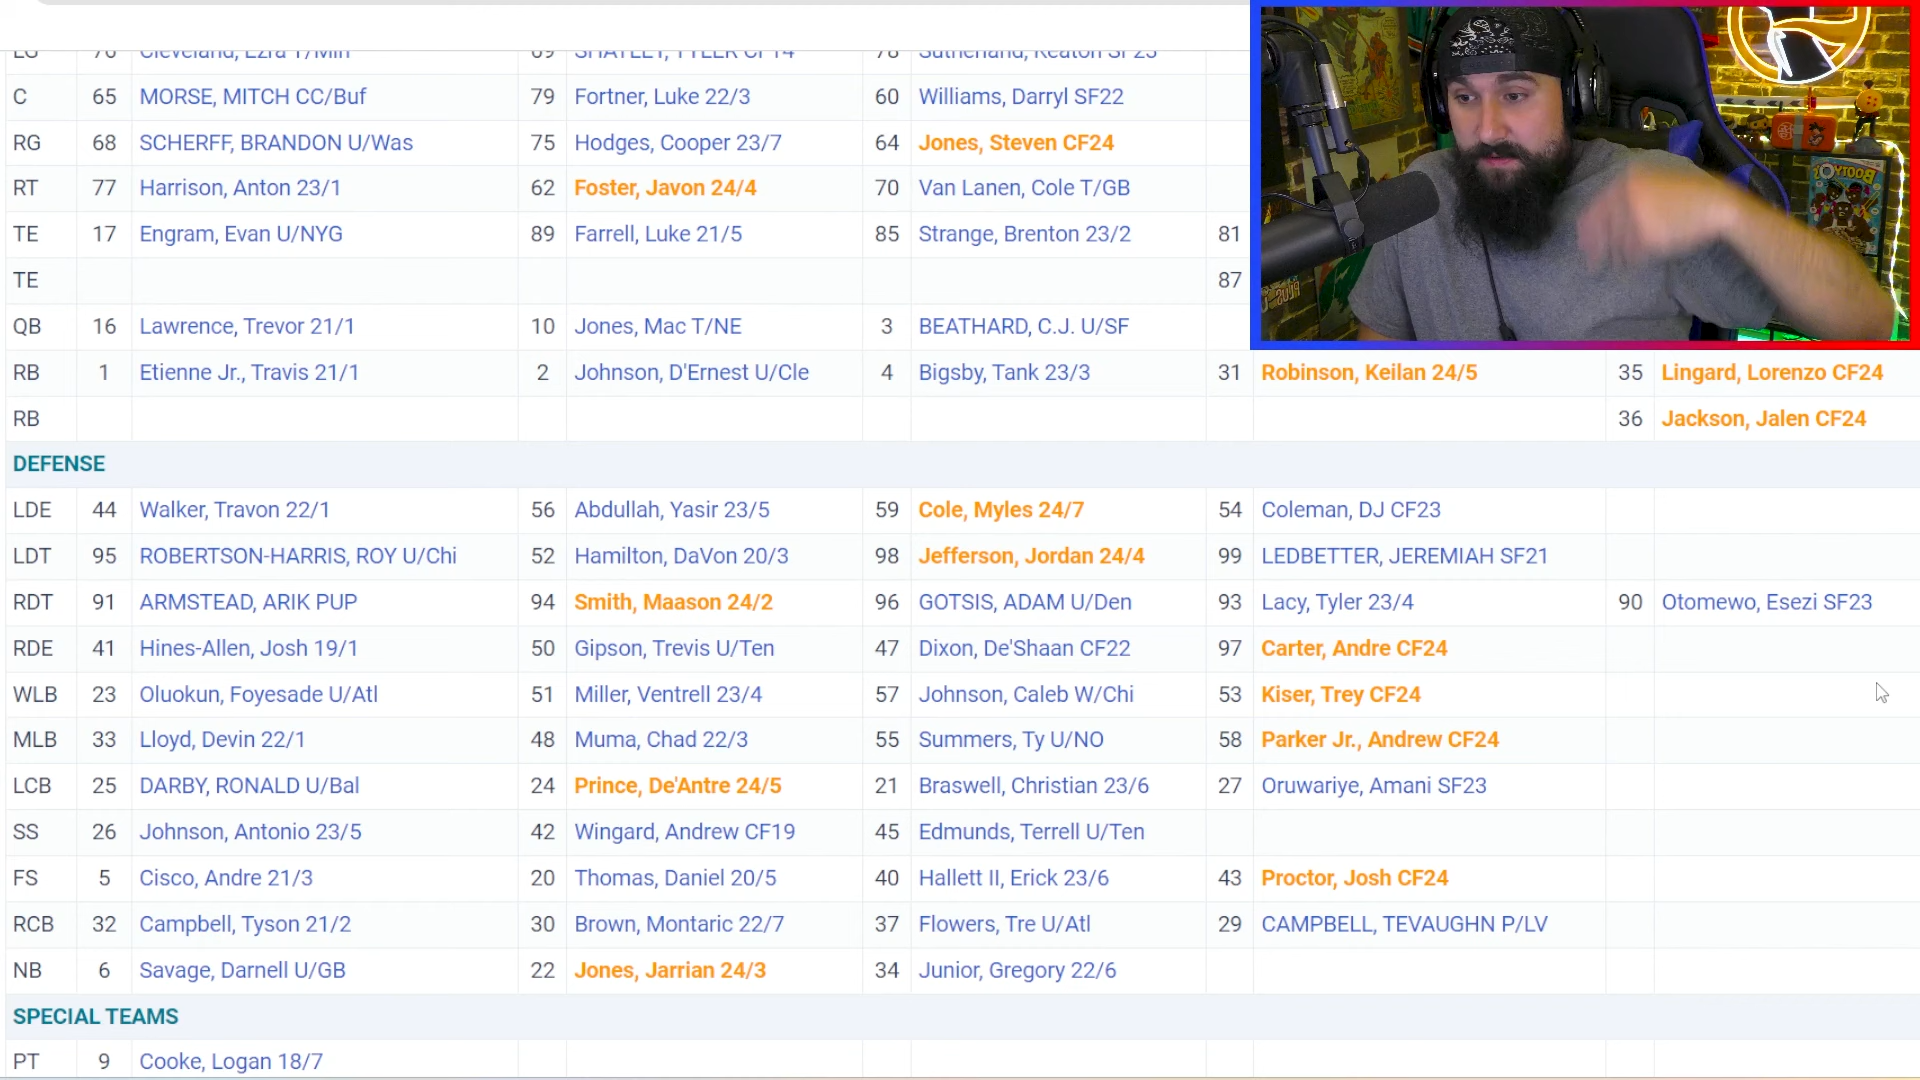 LG 76 Cleveland, Ezra T/Min 69 SHATLEY, TYLER CF14 78 Sutherland, Keaton SF23
C 65 MORSE, MITCH CC/Buf 79 Fortner, Luke 22/3 60 Williams, Darryl SF22
RG 68 SCHERFF, BRANDON U/Was 75 Hodges, Cooper 23/7 64 Jones, Steven CF24
RT 77 Harrison, Anton 23/1 62 Foster, Javon 24/4 70 Van Lanen, Cole T/GB
TE 17 Engram, Evan U/NYG 89 Farrell, Luke 21/5 85 Strange, Brenton 23/2 81
TE 87
QB 16 Lawrence, Trevor 21/1 10 Jones, Mac T/NE 3 BEATHARD, C.J. U/SF
RB 1 Etienne Jr., Travis 21/1 2 Johnson, D'Ernest U/Cle 4 Bigsby, Tank 23/3 31 Robinson, Keilan 24/5 35 Lingard, Lorenzo CF24
RB 36 Jackson, Jalen CF24
DEFENSE
LDE 44 Walker, Travon 22/1 56 Abdullah, Yasir 23/5 59 Cole, Myles 24/7 54 Coleman, DJ CF23
LDT 95 ROBERTSON-HARRIS, ROY U/Chi 52 Hamilton, DaVon 20/3 98 Jefferson, Jordan 24/4 99 LEDBETTER, JEREMIAH SF21
RDT 91 ARMSTEAD, ARIK PUP 94 Smith, Maason 24/2 96 GOTSIS, ADAM U/Den 93 Lacy, Tyler 23/4 90 Otomewo, Esezi SF23
RDE 41 Hines-Allen, Josh 19/1 50 Gipson, Trevis U/Ten 47 Dixon, De'Shaan CF22 97 Carter, Andre CF24
WLB 23 Oluokun, Foyesade U/Atl 51 Miller, Ventrell 23/4 57 Johnson, Caleb W/Chi 53 Kiser, Trey CF24
MLB 33 Lloyd, Devin 22/1 48 Muma, Chad 22/3 55 Summers, Ty U/NO 58 Parker Jr., Andrew CF24
LCB 25 DARBY, RONALD U/Bal 24 Prince, De'Antre 24/5 21 Braswell, Christian 23/6 27 Oruwariye, Amani SF23
SS 26 Johnson, Antonio 23/5 42 Wingard, Andrew CF19 45 Edmunds, Terrell U/Ten
FS 5 Cisco, Andre 21/3 20 Thomas, Daniel 20/5 40 Hallett II, Erick 23/6 43 Proctor, Josh CF24
RCB 32 Campbell, Tyson 21/2 30 Brown, Montaric 22/7 37 Flowers, Tre U/Atl 29 CAMPBELL, TEVAUGHN P/LV
NB 6 Savage, Darnell U/GB 22 Jones, Jarrian 24/3 34 Junior, Gregory 22/6
SPECIAL TEAMS
PT 9 Cooke, Logan 18/7